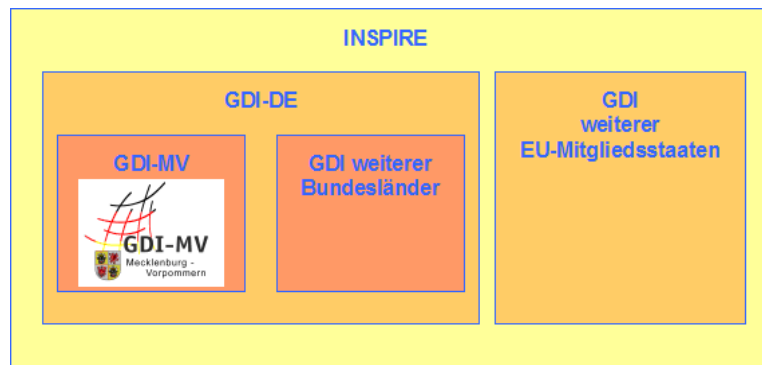 INSPIRE
GDI-DE
GDI-MV
GDI-MV
Mecklenburg -
Vorpommern
GDI weiterer
Bundesländer
GDI
weiterer
EU-Mitgliedsstaaten